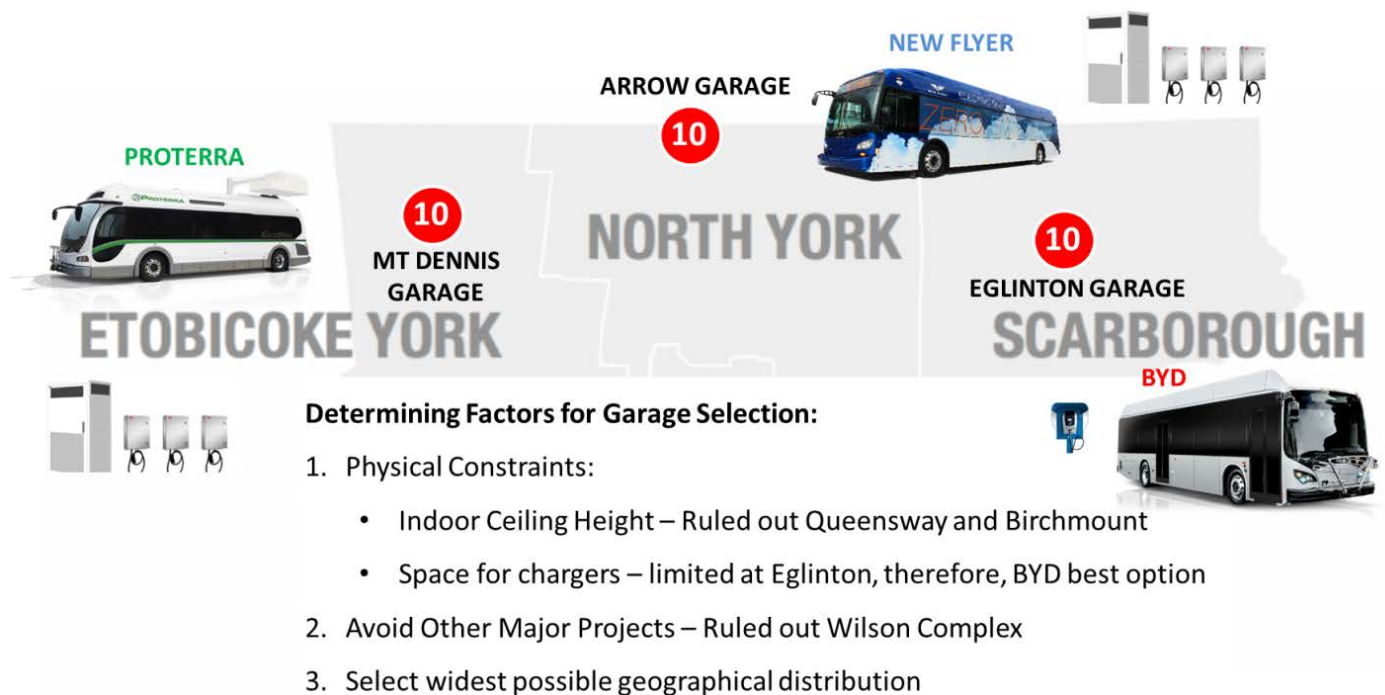 NEW FLYER
ARROW GARAGE
10
ZERO
PROTERRA
PROTERRA
10
MT DENNIS
GARAGE
NORTH YORK
10
EGLINTON GARAGE
ETOBICOKE YORK
SCARBOROUGH
BYD
Determining Factors for Garage Selection:
1. Physical Constraints:
• Indoor Ceiling Height – Ruled out Queensway and Birchmount
• Space for chargers – limited at Eglinton, therefore, BYD best option
2. Avoid Other Major Projects – Ruled out Wilson Complex
3. Select widest possible geographical distribution